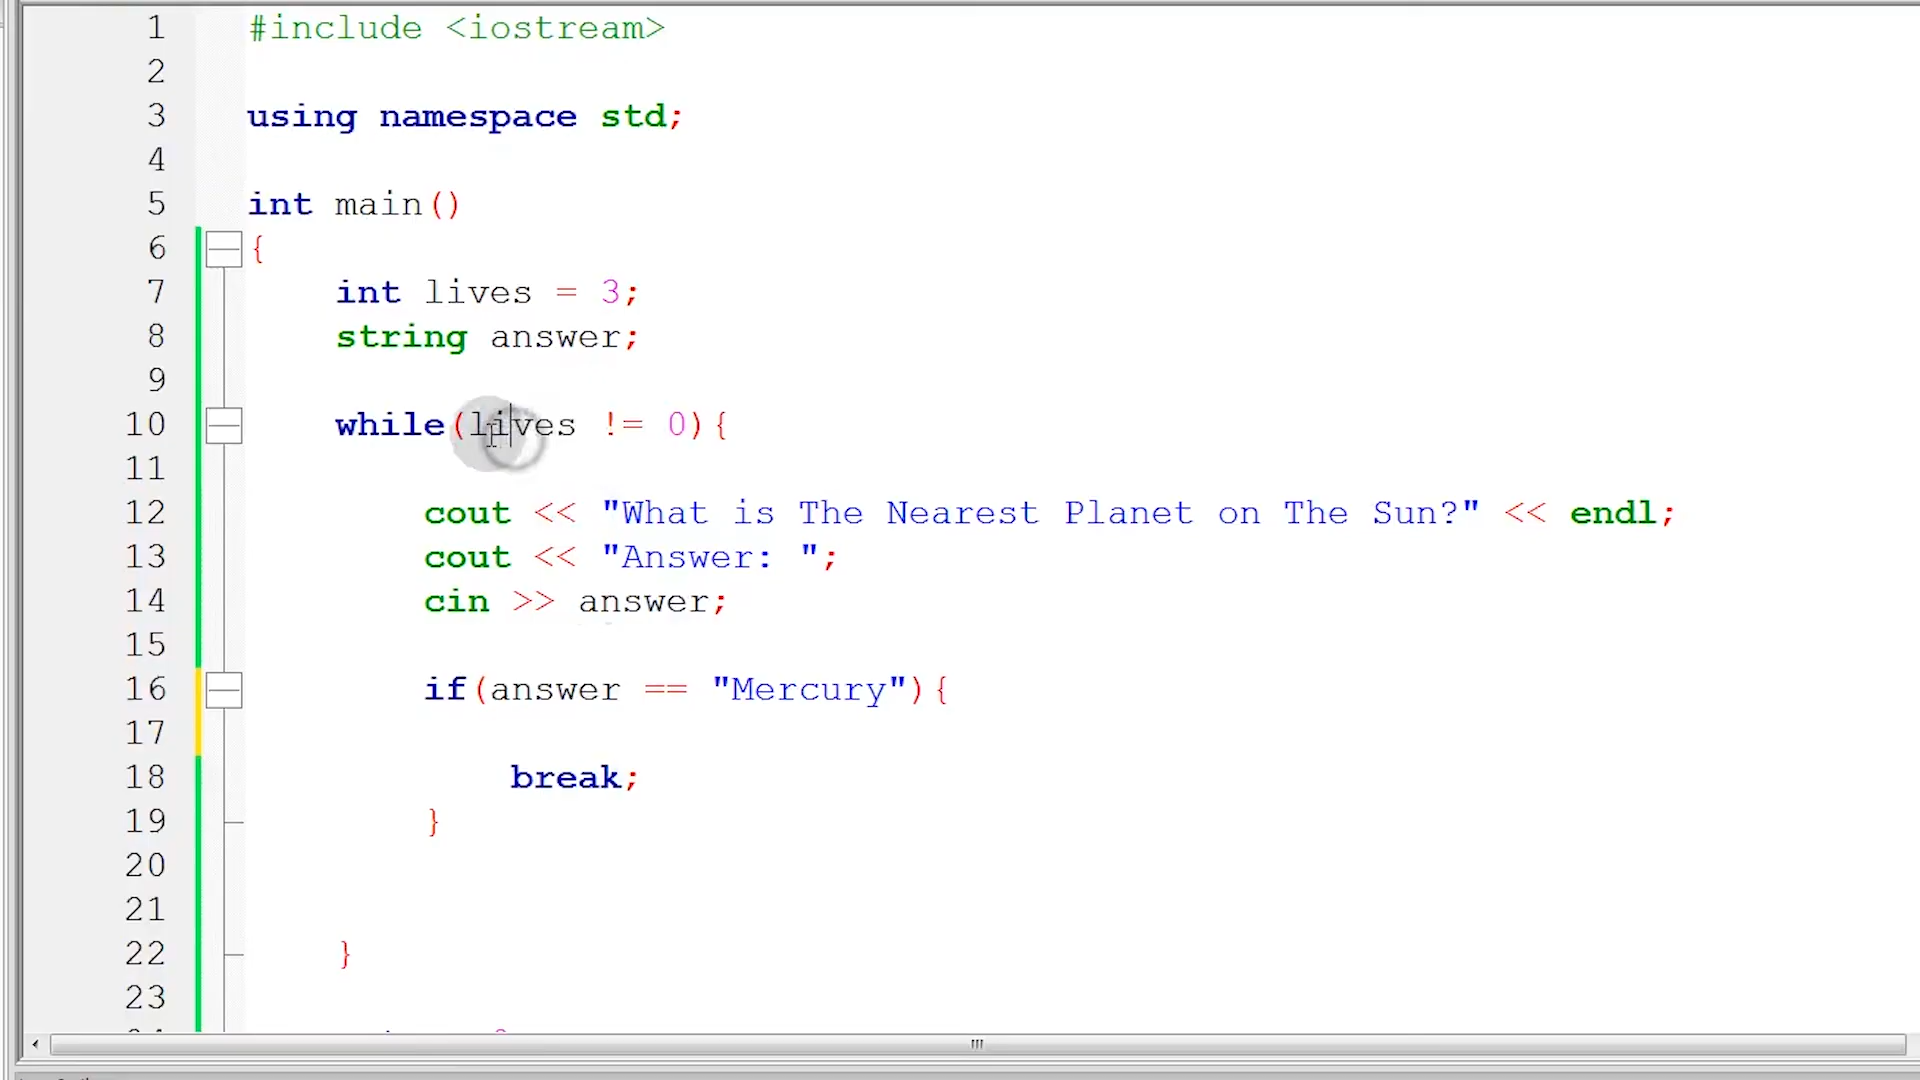 1 #include <iostream>
2
3 using namespace std;
4
5 int main()
6 {
7 int lives = 3;
8 string answer;
9
10 while(lives != 0){
11
12 cout << "What is The Nearest Planet on The Sun?" << endl;
13 cout << "Answer: ";
14 cin >> answer;
15
16 if(answer == "Mercury"){
17
18 break;
19 }
20
21
22 }
23